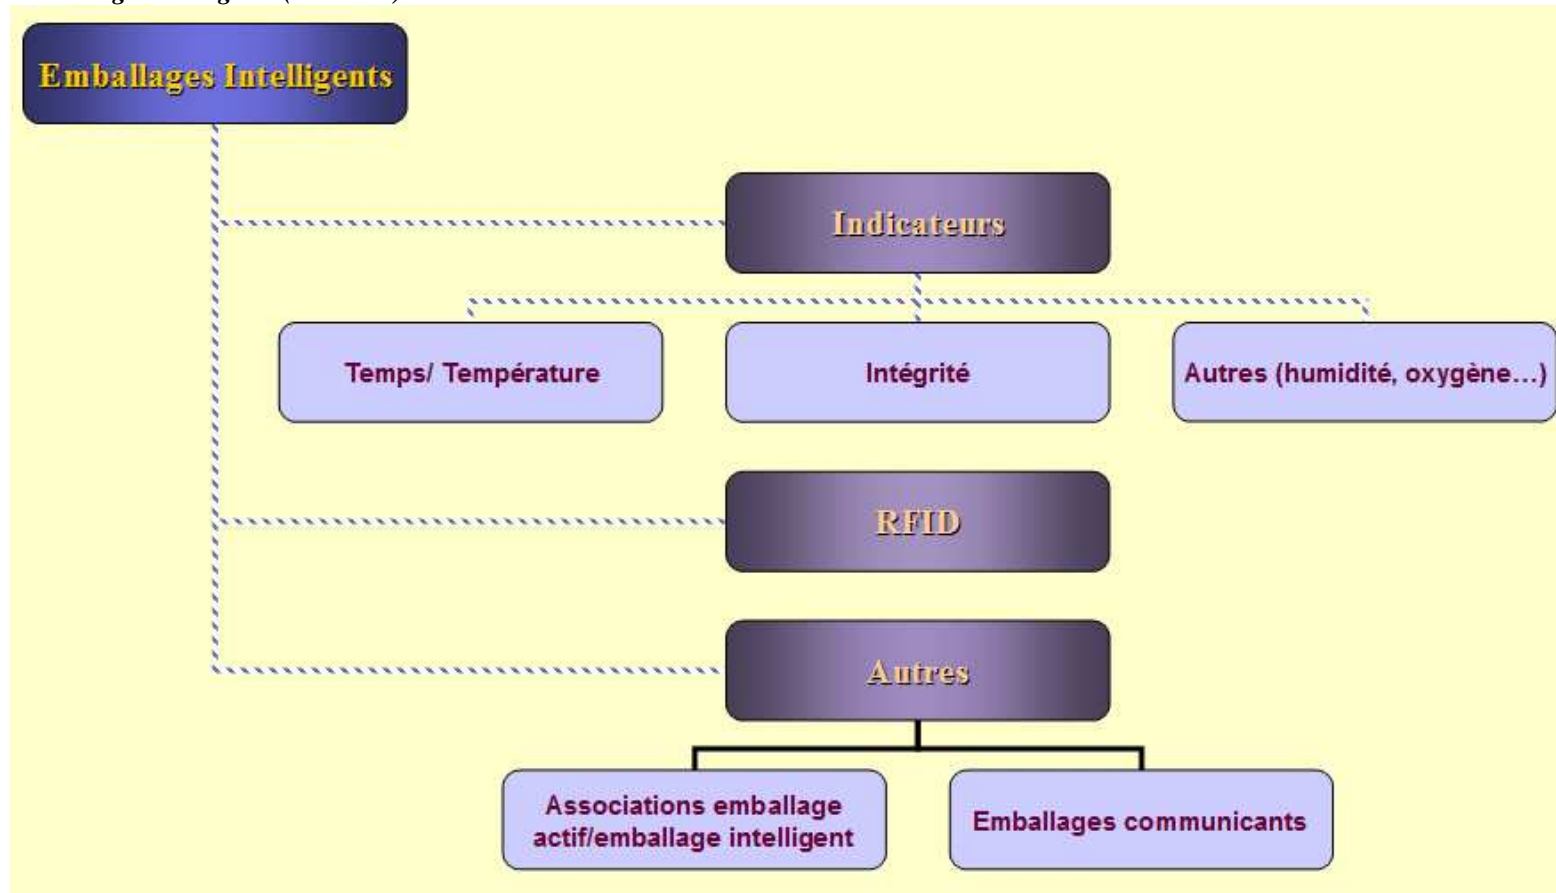 Emballages Intelligents
Indicateurs
Temps/ Température
Intégrité
Autres (humidité, oxygène…)
RFID
Autres
Associations emballage
actif/emballage intelligent
Emballages communicants